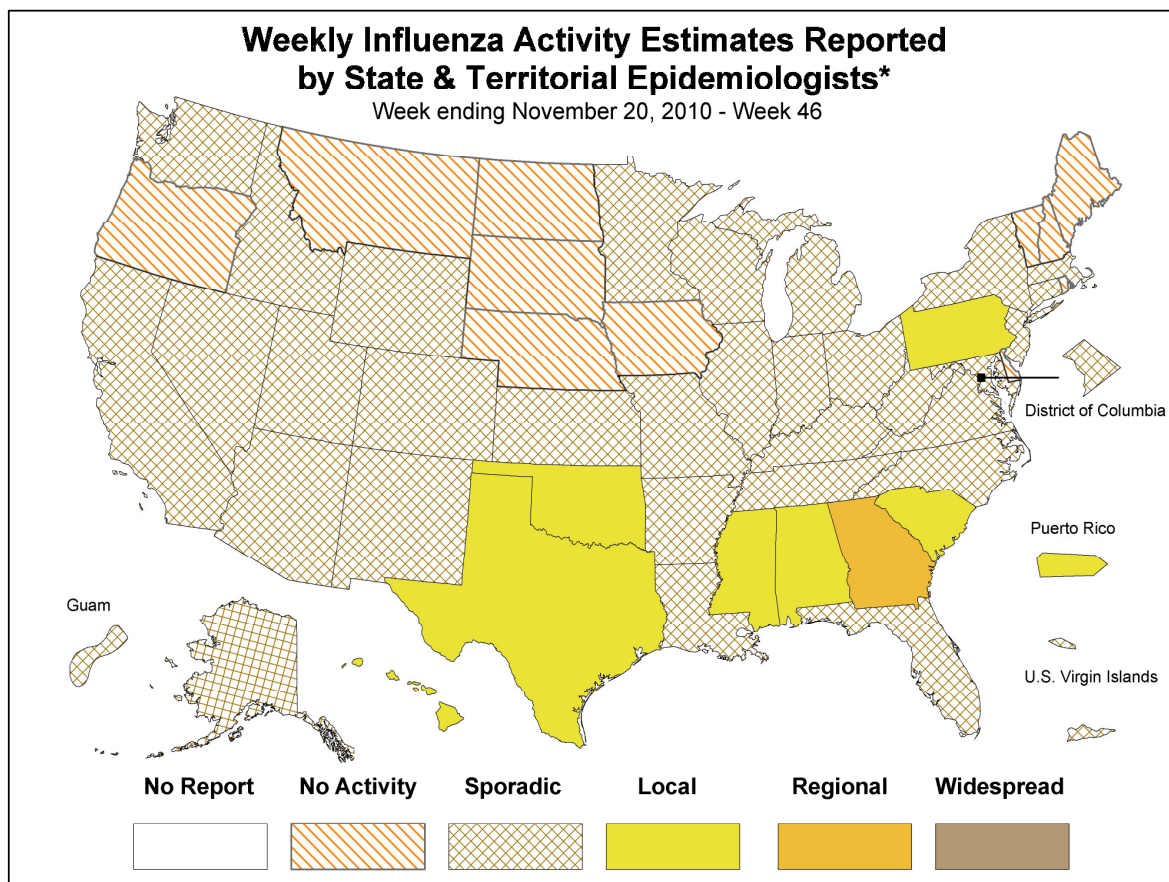 Weekly Influenza Activity Estimates Reported
by State & Territorial Epidemiologists*
Week ending November 20, 2010 - Week 46
District of Columbia
Puerto Rico
Guam
U.S. Virgin Islands
No Report No Activity Sporadic Local Regional Widespread